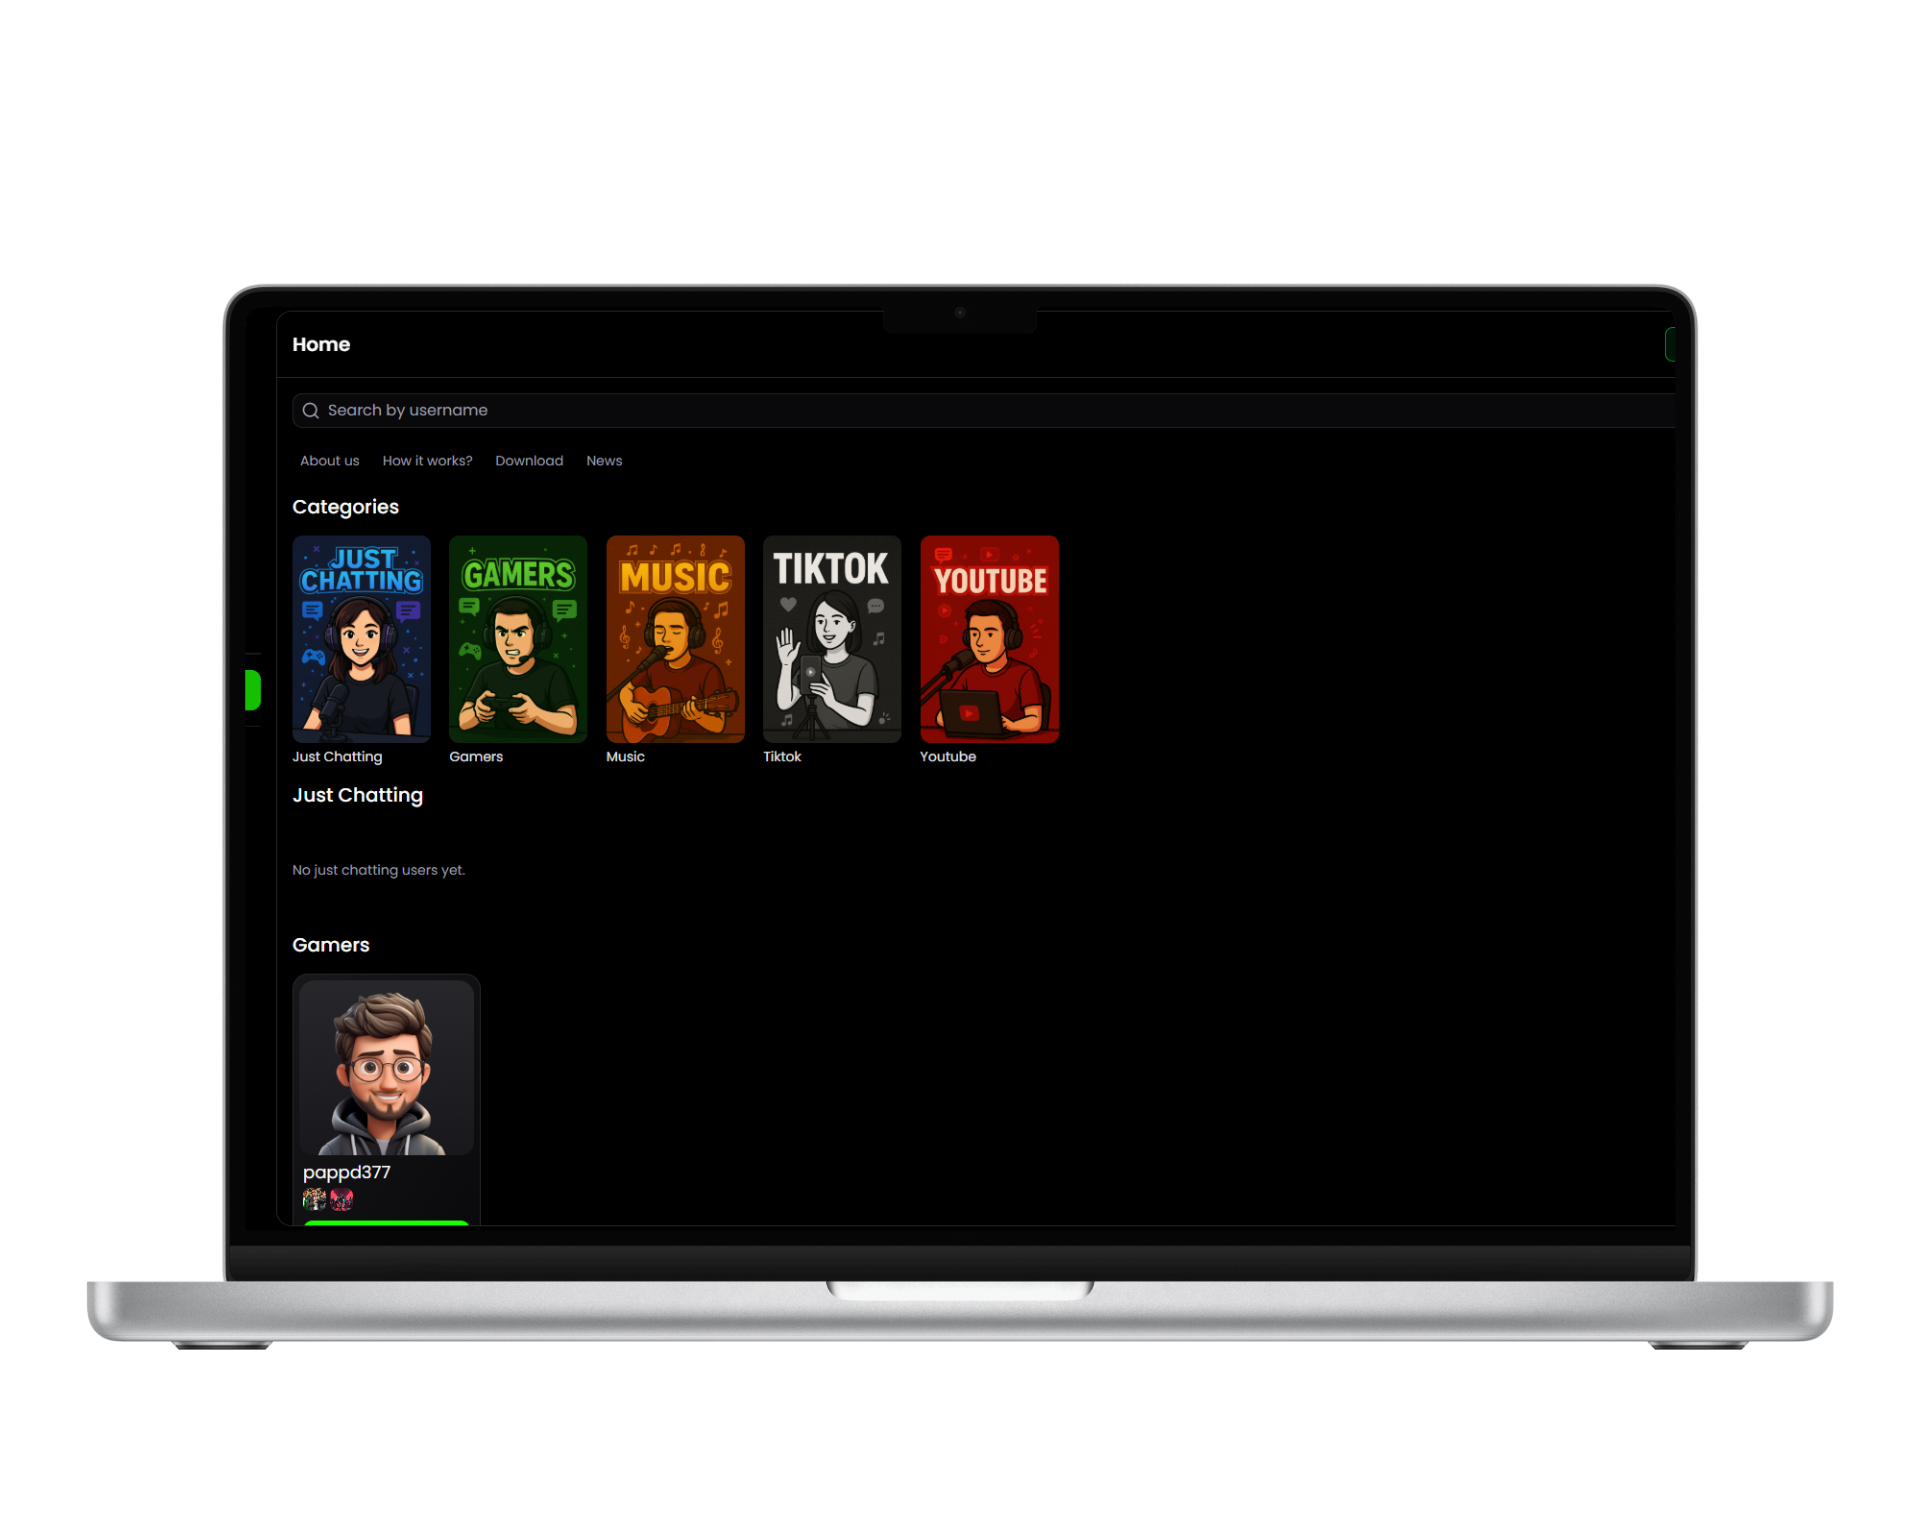 Home
Search by username
About us How it works? Download News
Categories
JUST
CHATTING
GAMERS
MUSIC
TIKTOK
YOUTUBE
Just Chatting
Gamers
Music
Tiktok
Youtube
Just Chatting
No just chatting users yet.
Gamers
pappd377